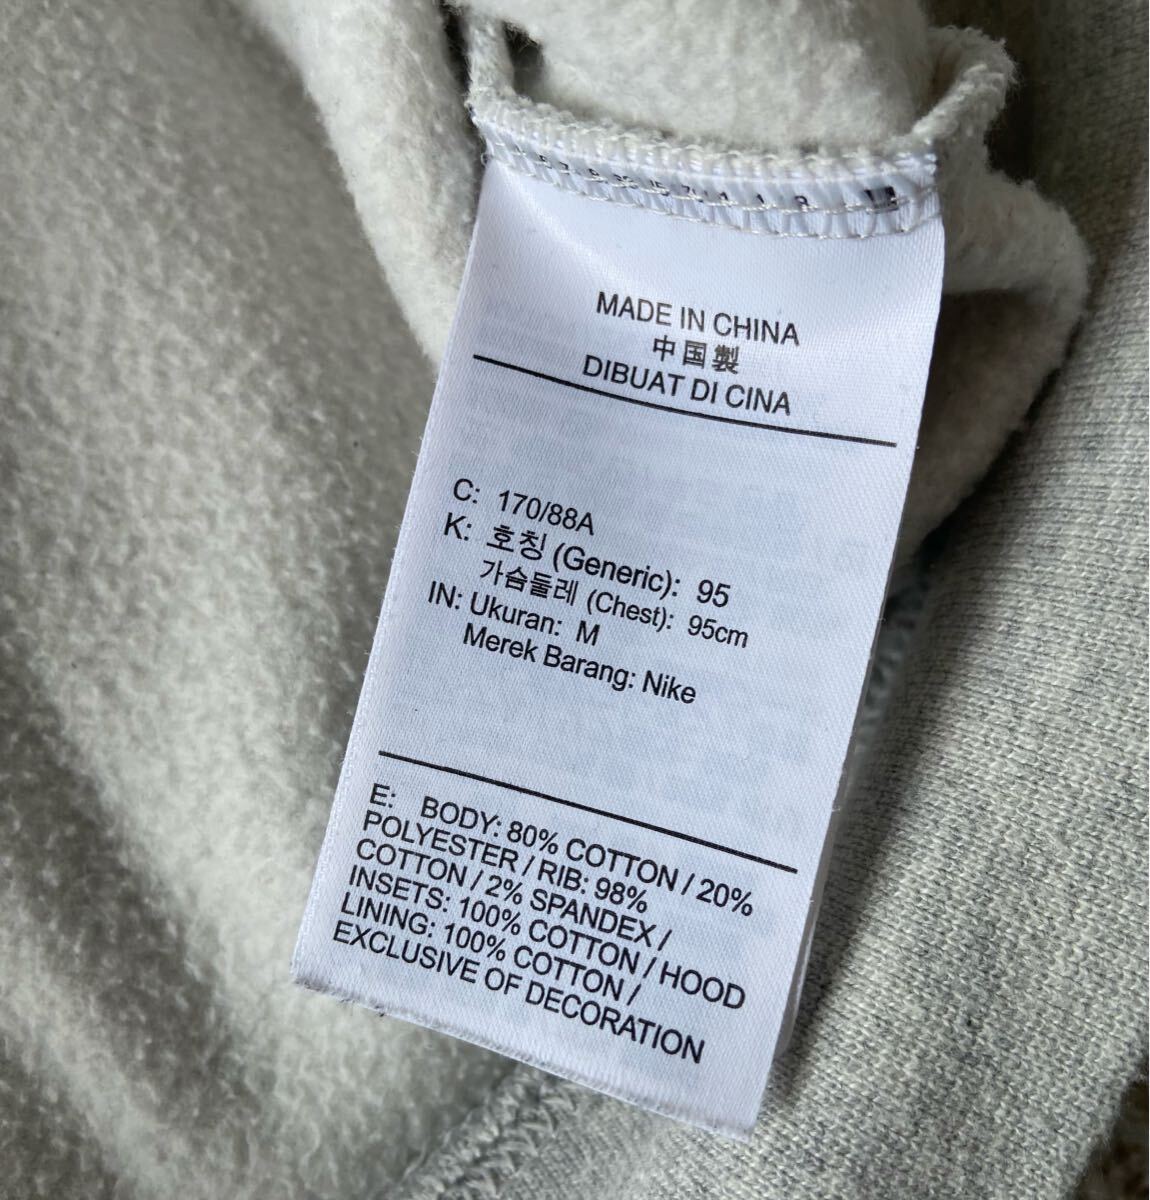 MADE IN CHINA
中国製
DIBUAT DI CINA
C: 170/88A
K: 호칭 (Generic): 95
가슴둘레 (Chest): 95cm
IN: Ukuran: M
Merek Barang: Nike
E: BODY: 80% COTTON / 20%
POLYESTER / RIB: 98%
COTTON / 2% SPANDEX /
INSETS: 100% COTTON / HOOD
LINING: 100% COTTON /
EXCLUSIVE OF DECORATION